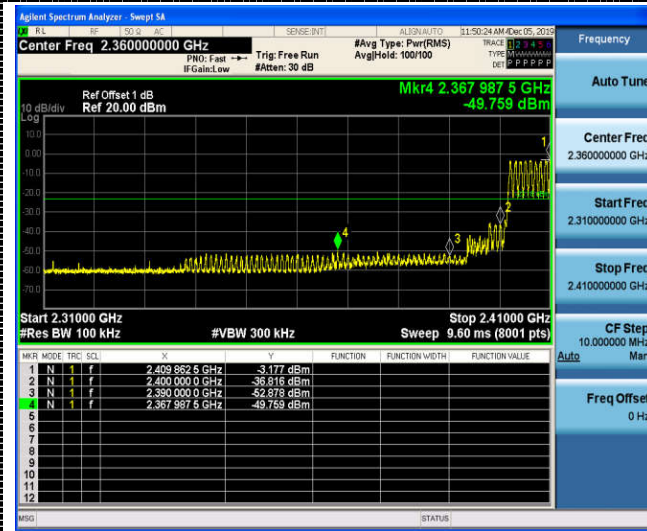 Agilent Spectrum Analyzer - Swept SA
RL RF 50 Ω AC SENSE:INT ALIGNAUTO 11:50:24 AM Dec 05, 2019
Center Freq 2.360000000 GHz
PNO: Fast
IFGain:Low
Trig: Free Run
#Atten: 30 dB
#Avg Type: Pwr(RMS)
Avg|Hold: 100/100
TRACE 1 2 3 4 5 6
TYPE M
DET P P P P P P
Frequency
Auto Tune
Center Freq
2.360000000 GHz
Start Freq
2.310000000 GHz
Stop Freq
2.410000000 GHz
CF Step
10.000000 MHz
Auto Man
Freq Offset
0 Hz
Ref Offset 1 dB
Ref 20.00 dBm
10 dB/div
Log
Mkr4 2.367 987 5 GHz
-49.759 dBm
10.0
0.00
-10.0
-20.0
-30.0
-40.0
-50.0
-60.0
-70.0
1
2
3
4
Start 2.31000 GHz Stop 2.41000 GHz
#Res BW 100 kHz #VBW 300 kHz Sweep 9.60 ms (8001 pts)
MKR MODE TRC SCL X Y FUNCTION FUNCTION WIDTH FUNCTION VALUE
1 N 1 f 2.409 862 5 GHz -3.177 dBm
2 N 1 f 2.400 000 0 GHz -36.816 dBm
3 N 1 f 2.390 000 0 GHz -52.878 dBm
4 N 1 f 2.367 987 5 GHz -49.759 dBm
5
6
7
8
9
10
11
12
MSG STATUS